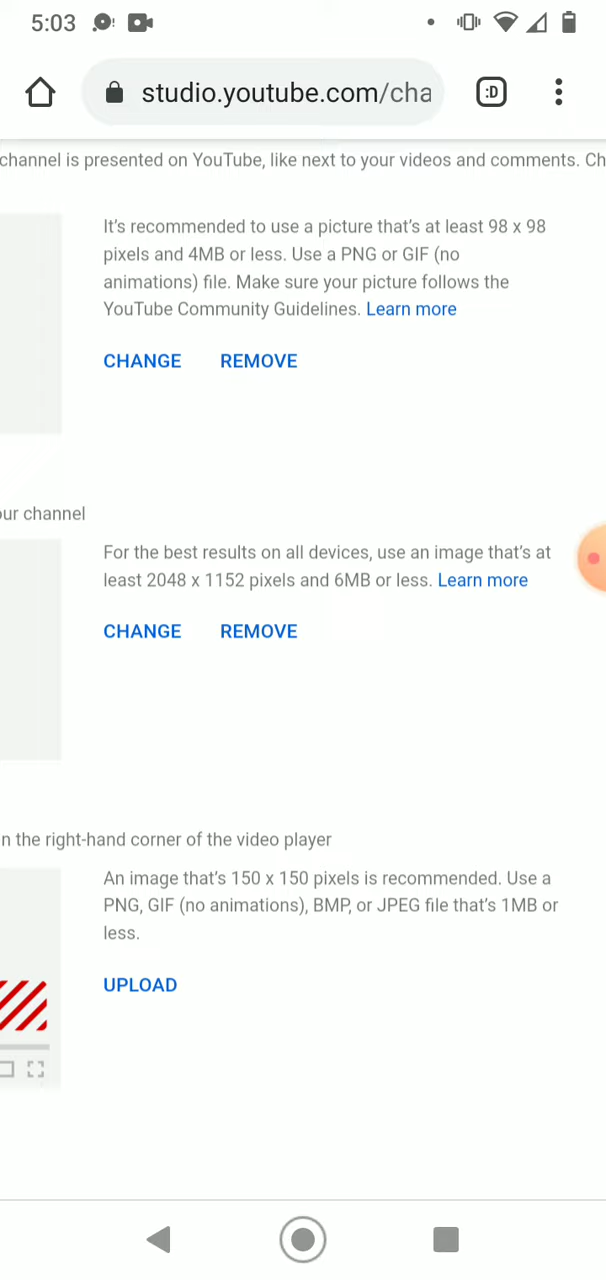 5:03
studio.youtube.com/cha
:D
channel is presented on YouTube, like next to your videos and comments. Ch
It's recommended to use a picture that's at least 98 x 98
pixels and 4MB or less. Use a PNG or GIF (no
animations) file. Make sure your picture follows the
YouTube Community Guidelines. Learn more
CHANGE REMOVE
our channel
For the best results on all devices, use an image that's at
least 2048 x 1152 pixels and 6MB or less. Learn more
CHANGE REMOVE
n the right-hand corner of the video player
An image that's 150 x 150 pixels is recommended. Use a
PNG, GIF (no animations), BMP, or JPEG file that's 1MB or
less.
UPLOAD